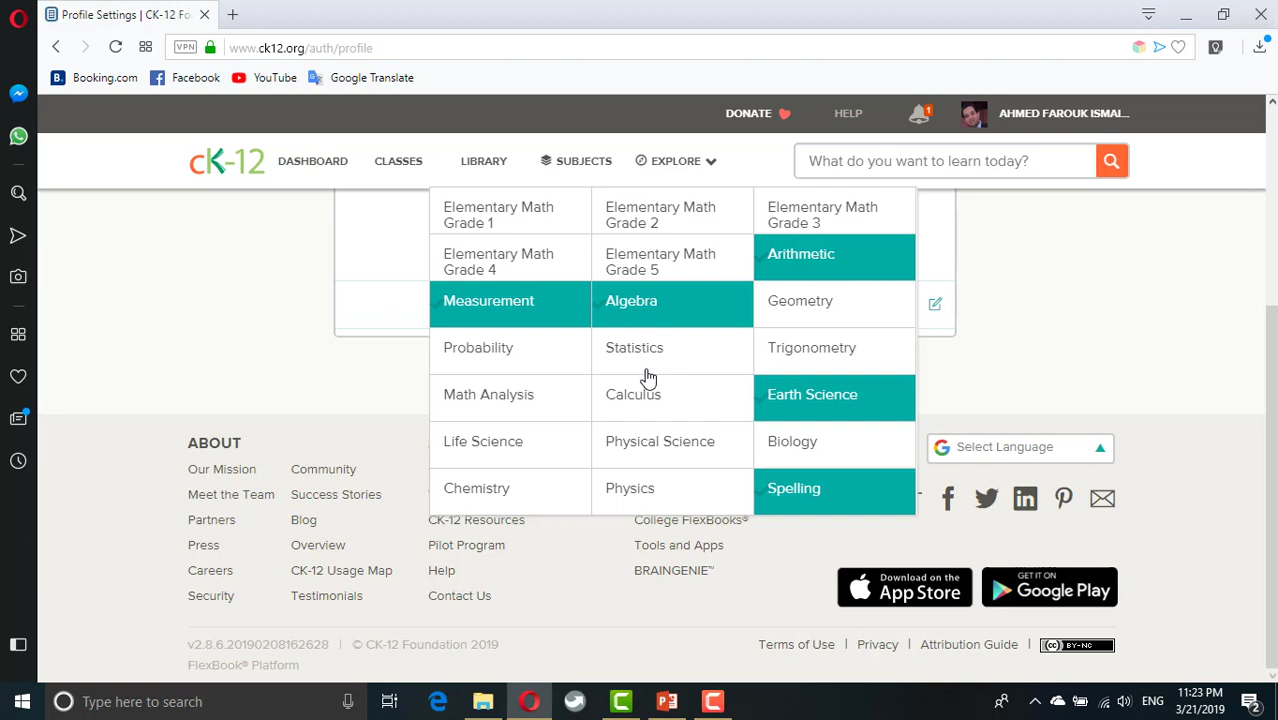 Profile Settings | CK-12 Fo
VPN
www.ck12.org/auth/profile
B. Booking.com
Facebook
YouTube
Google Translate
DONATE
HELP
1
AHMED FAROUK ISMAI...
cK-12
DASHBOARD
CLASSES
LIBRARY
SUBJECTS
EXPLORE
What do you want to learn today?
Elementary Math
Grade 1
Elementary Math
Grade 2
Elementary Math
Grade 3
Elementary Math
Grade 4
Elementary Math
Grade 5
Arithmetic
Measurement
Algebra
Geometry
Probability
Statistics
Trigonometry
Math Analysis
Calculus
Earth Science
Life Science
Physical Science
Biology
Chemistry
Physics
Spelling
ABOUT
Our Mission
Community
Meet the Team
Success Stories
Partners
Blog
CK-12 Resources
College FlexBooks®
Press
Overview
Pilot Program
Tools and Apps
Careers
CK-12 Usage Map
Help
BRAINGENIE™
Security
Testimonials
Contact Us
G Select Language
Download on the
App Store
GET IT ON
Google Play
v2.8.6.20190208162628 | © CK-12 Foundation 2019
FlexBook® Platform
Terms of Use | Privacy | Attribution Guide |
cc BY-NC
Type here to search
ENG
11:23 PM
3/21/2019
2